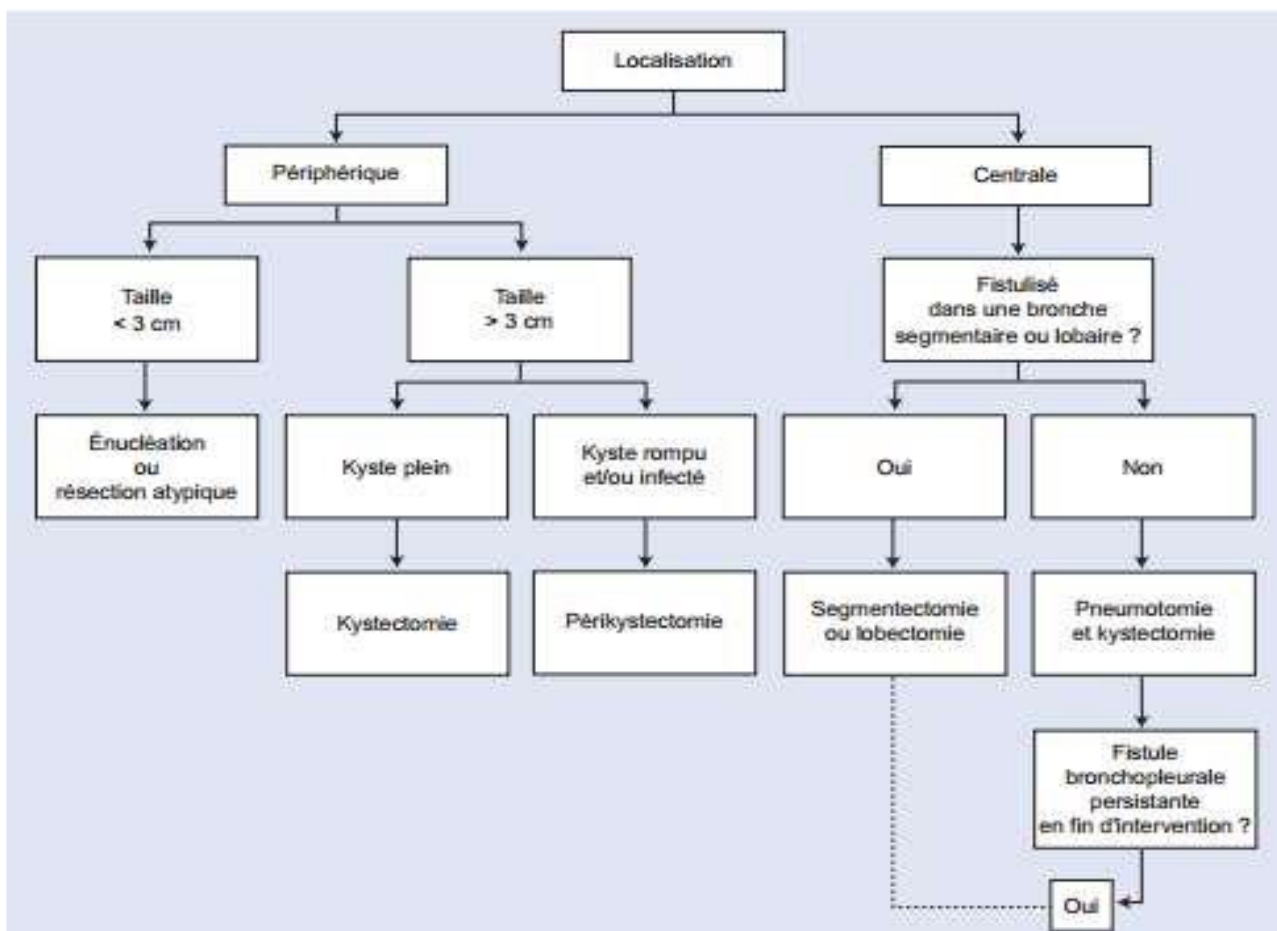 Localisation
Périphérique
Centrale
Taille
< 3 cm
Taille
> 3 cm
Fistulisé
dans une bronche
segmentaire ou lobaire ?
Énucléation
ou
résection atypique
Kyste plein
Kyste rompu
et/ou infecté
Oui
Non
Kystectomie
Périkystectomie
Segmentectomie
ou lobectomie
Pneumotomie
et kystectomie
Fistule
bronchopleurale
persistante
en fin d'intervention ?
Oui